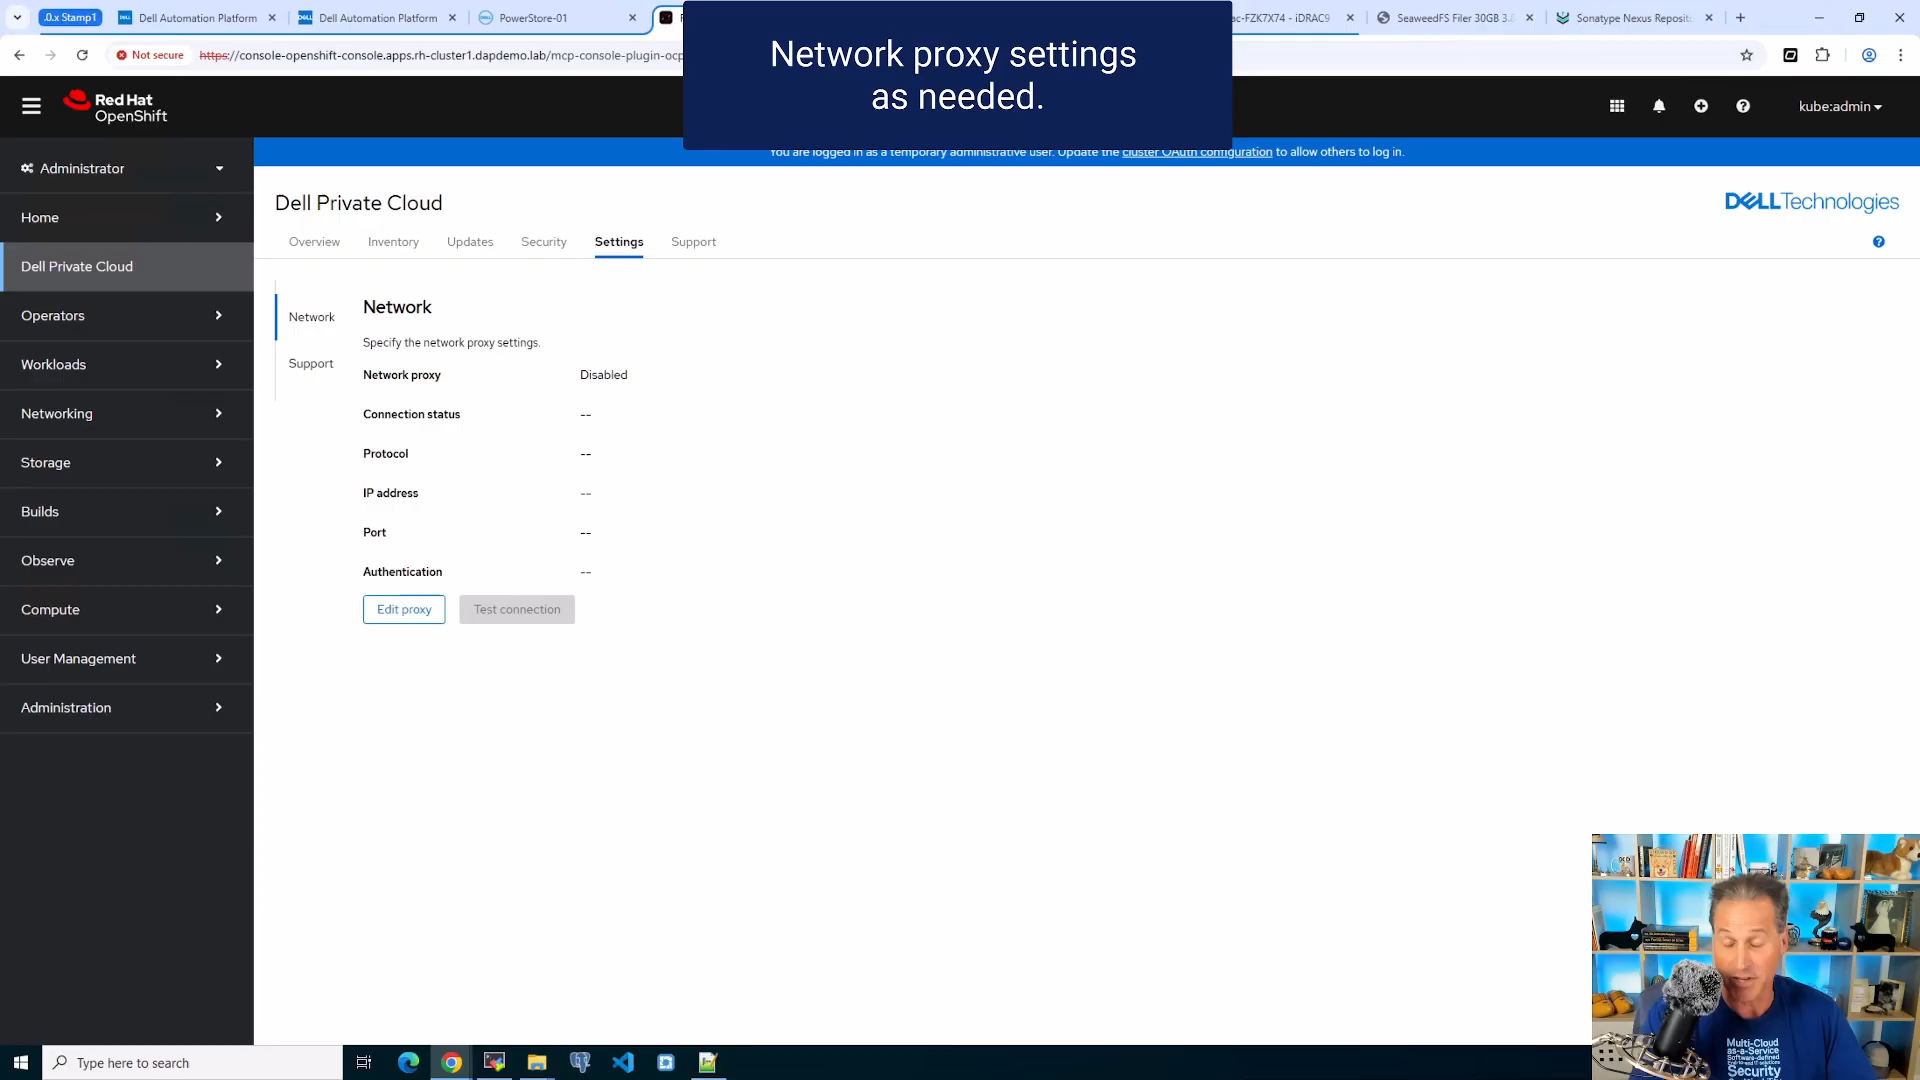 .0.x Stamp1
Dell Automation Platform
Dell Automation Platform
PowerStore-01
ac-FZK7X74 - iDRAC9
SeaweedFS Filer 30GB 3.8
Sonatype Nexus Reposit
Not secure
https://console-openshift-console.apps.rh-cluster1.dapdemo.lab/mcp-console-plugin-ocp
Network proxy settings
as needed.
Red Hat
OpenShift
kube:admin
You are logged in as a temporary administrative user. Update the cluster OAuth configuration to allow others to log in.
Administrator
Home
Dell Private Cloud
Operators
Workloads
Networking
Storage
Builds
Observe
Compute
User Management
Administration
Dell Private Cloud
DELL Technologies
Overview
Inventory
Updates
Security
Settings
Support
Network
Support
Network
Specify the network proxy settings.
Network proxy Disabled
Connection status --
Protocol --
IP address --
Port --
Authentication --
Edit proxy
Test connection
Multi-Cloud
as-a-Service
Software-defined
Security
Type here to search